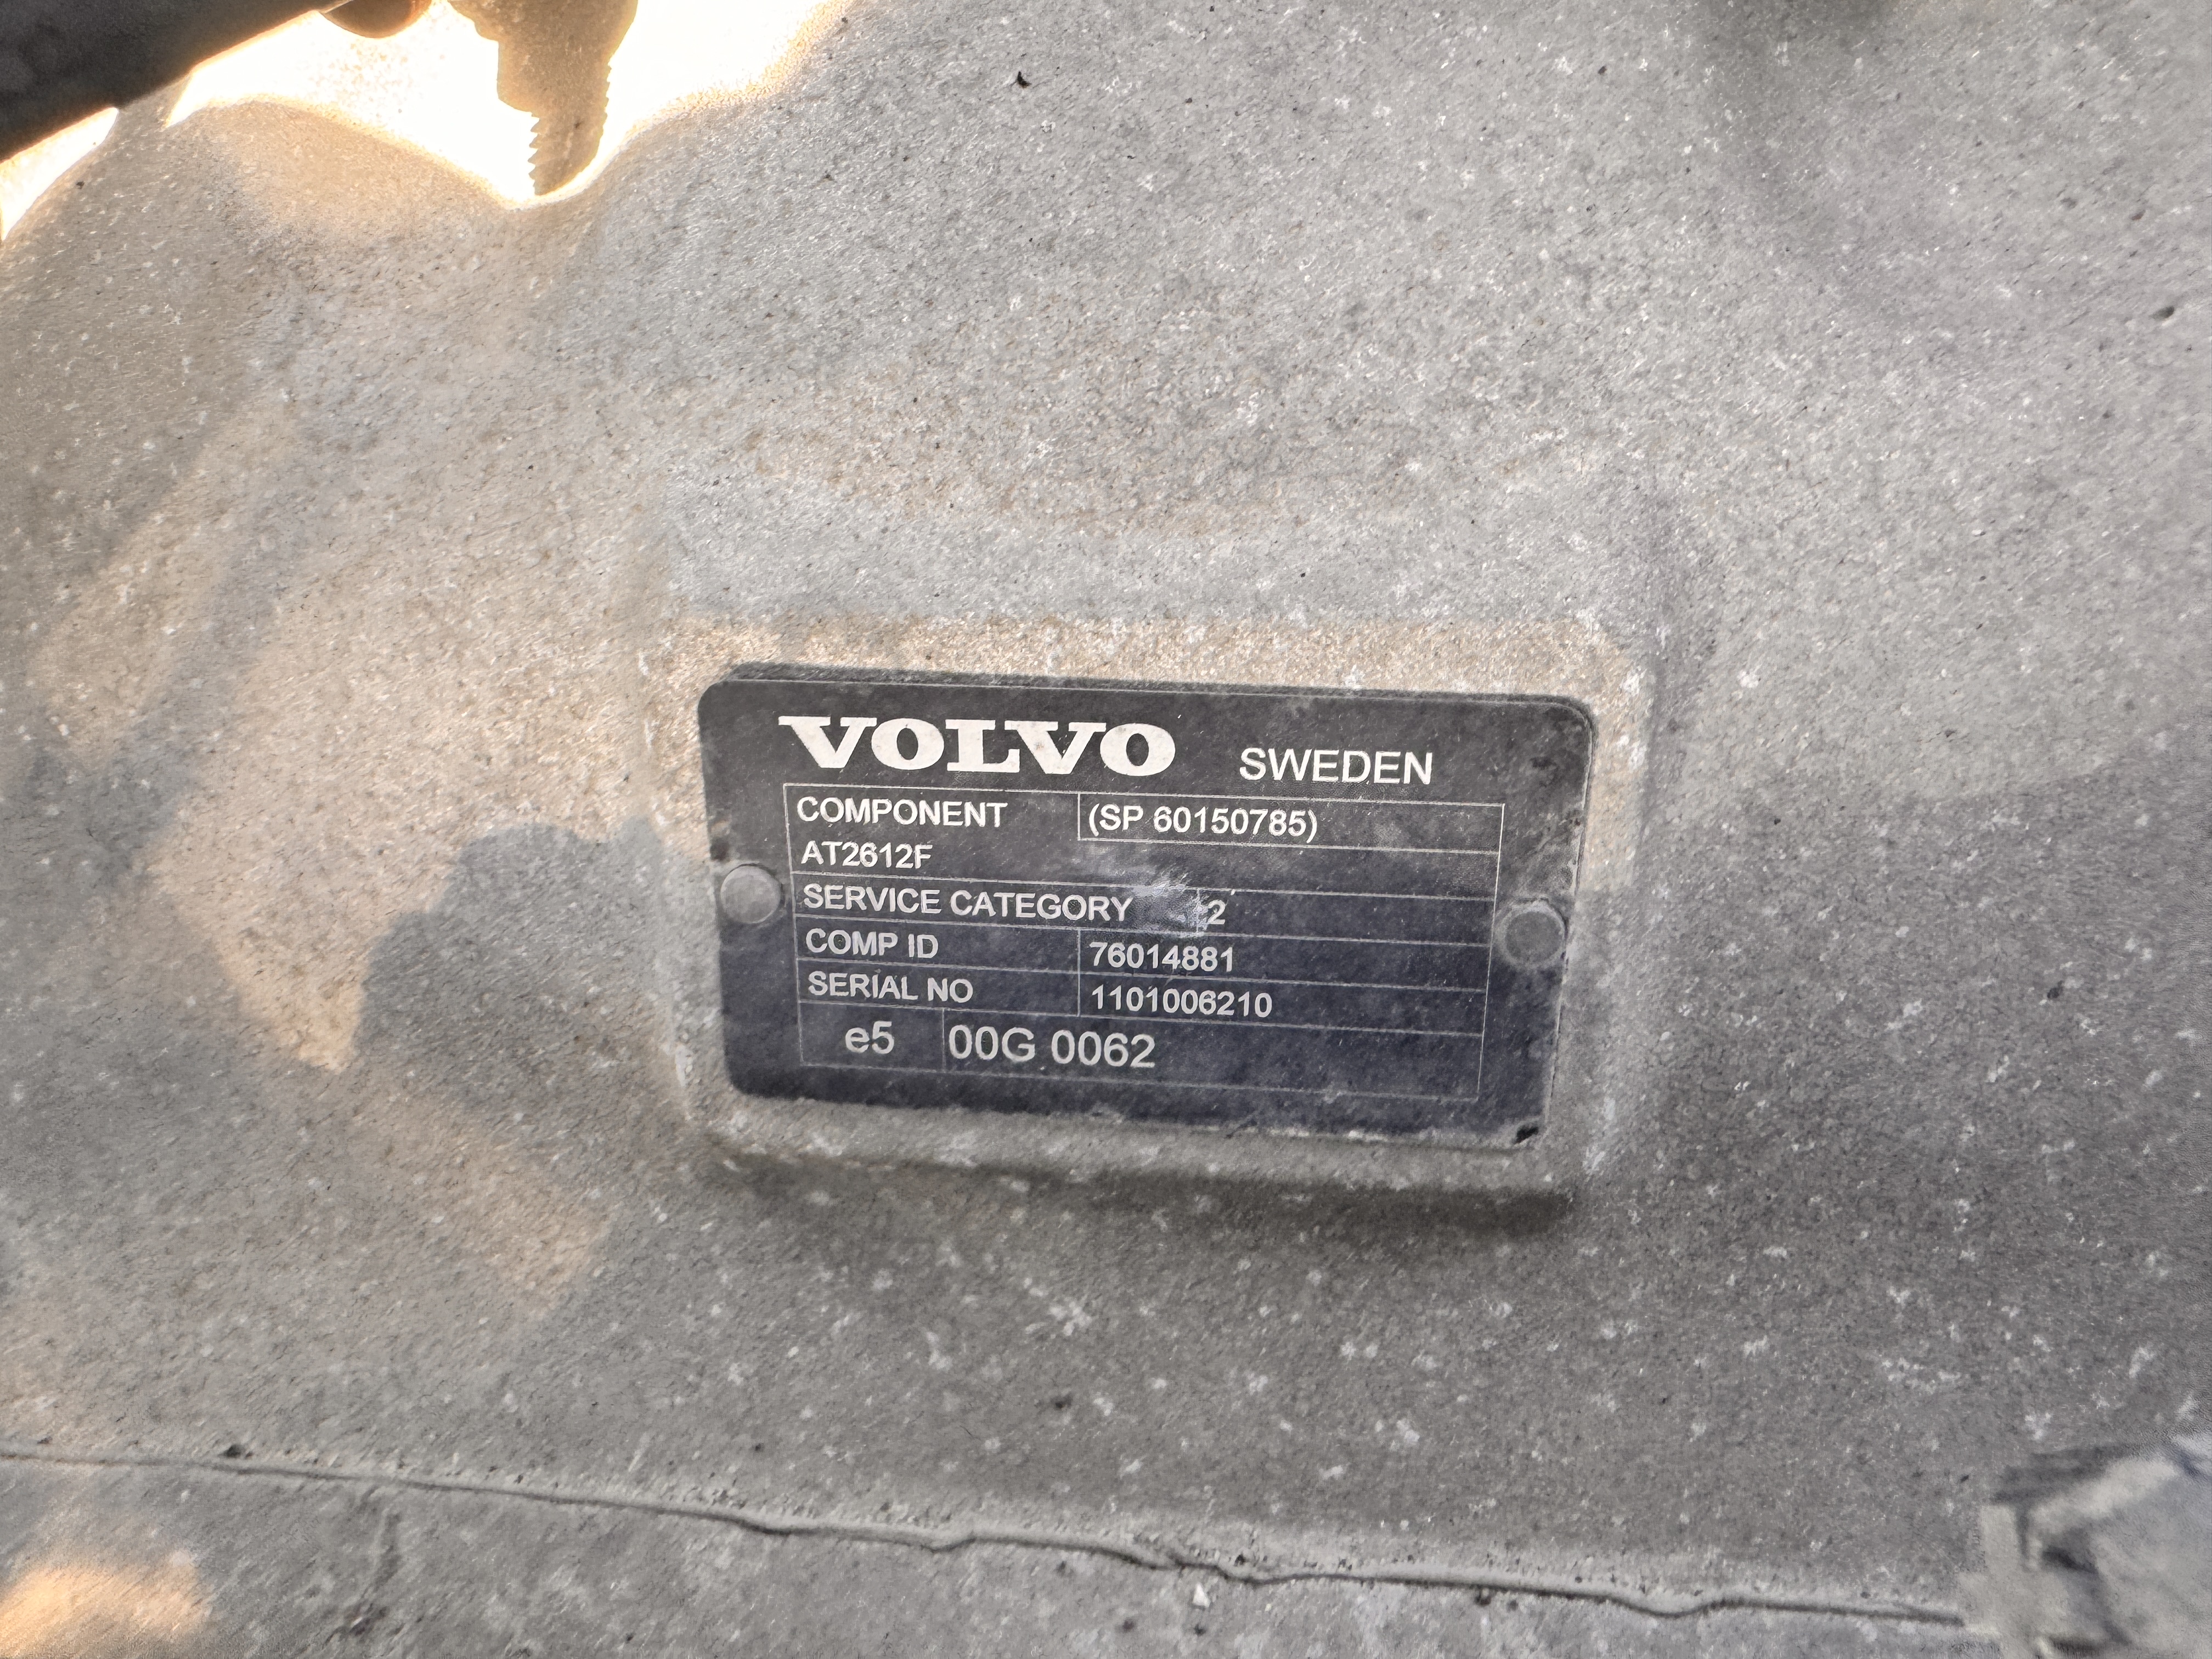 VOLVO SWEDEN
COMPONENT (SP 60150785)
AT2612F
SERVICE CATEGORY 2
COMP ID 76014881
SERIAL NO 1101006210
e5 00G 0062